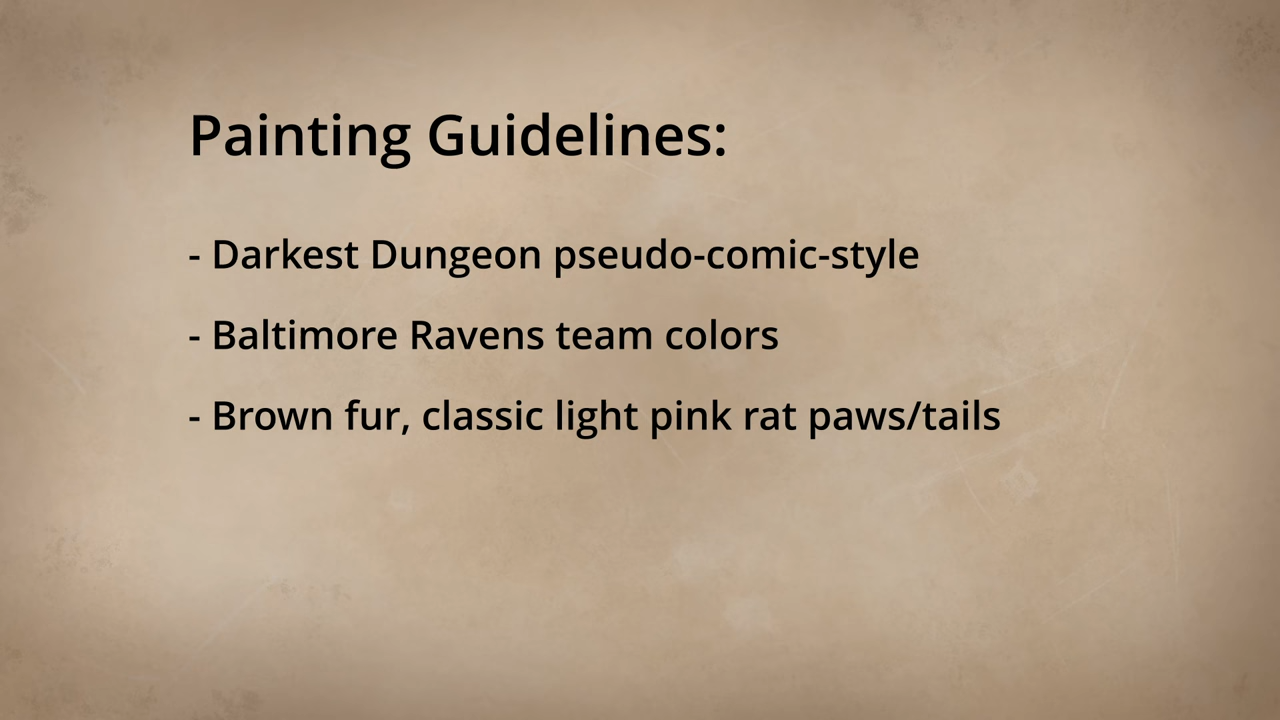 Painting Guidelines:
- Darkest Dungeon pseudo-comic-style
- Baltimore Ravens team colors
- Brown fur, classic light pink rat paws/tails